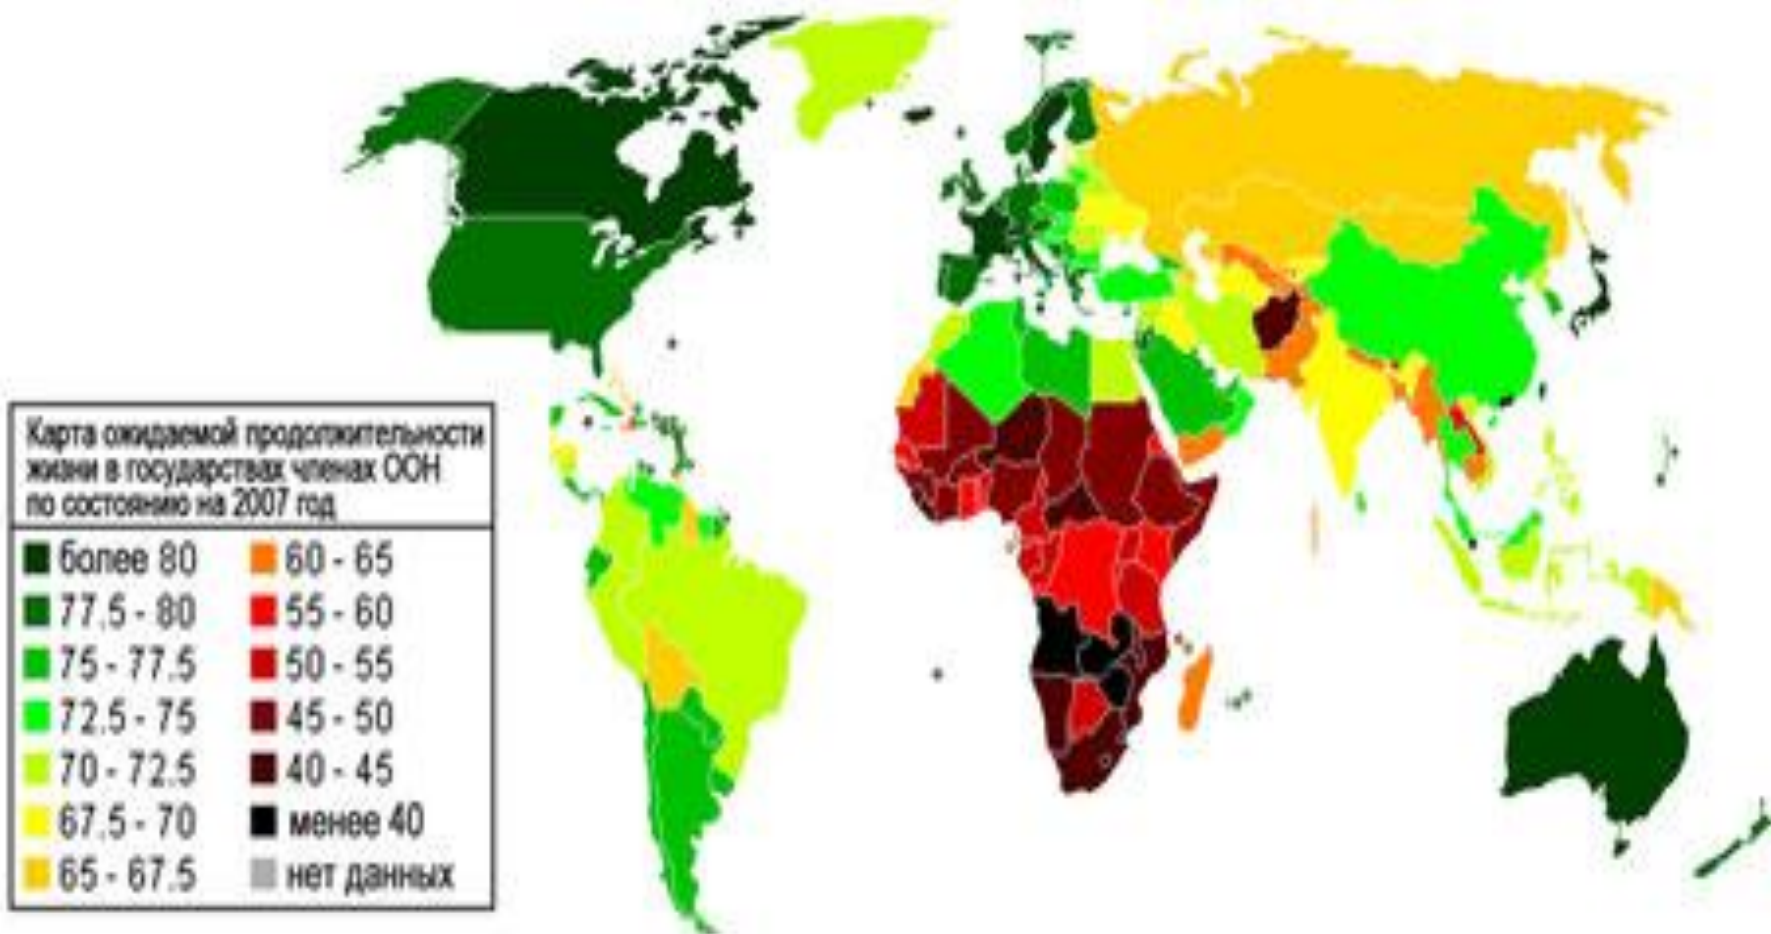 Карта ожидаемой продолжительности
жизни в государствах членах ООН
по состоянию на 2007 год
более 80
77.5 - 80
75 - 77.5
72.5 - 75
70 - 72.5
67.5 - 70
65 - 67.5
60 - 65
55 - 60
50 - 55
45 - 50
40 - 45
менее 40
нет данных